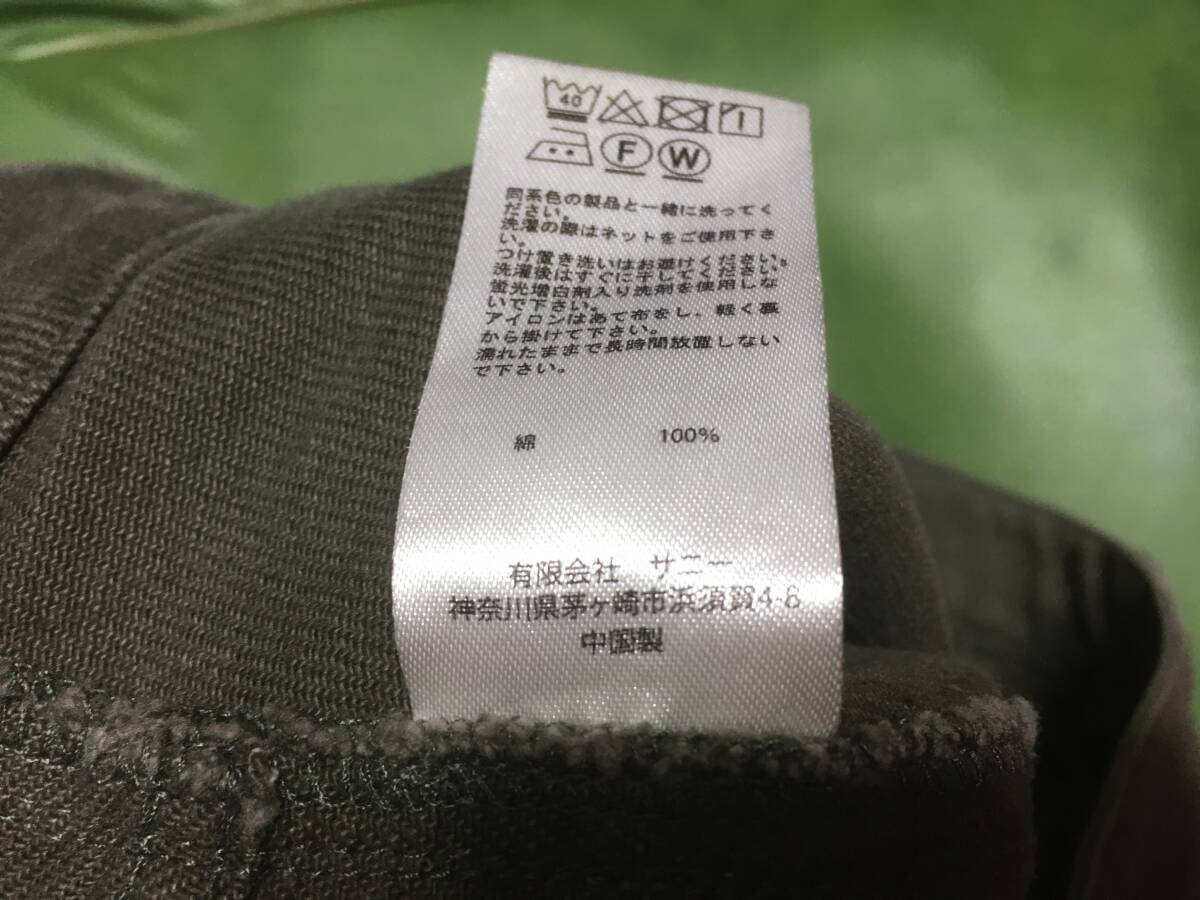 40
F W
同系色の製品と一緒に洗ってく
ださい。
洗濯の際はネットをご使用下さ
い。
つけ置き洗いはお避けください。
洗濯後はすぐに干してください
蛍光増白剤入り洗剤を使用しな
いで下さい。
アイロンはあて布をし、軽く裏
から掛けて下さい。
濡れたままで長時間放置しない
で下さい。
綿 100%
有限会社 サニー
神奈川県茅ヶ崎市浜須賀4-8
中国製